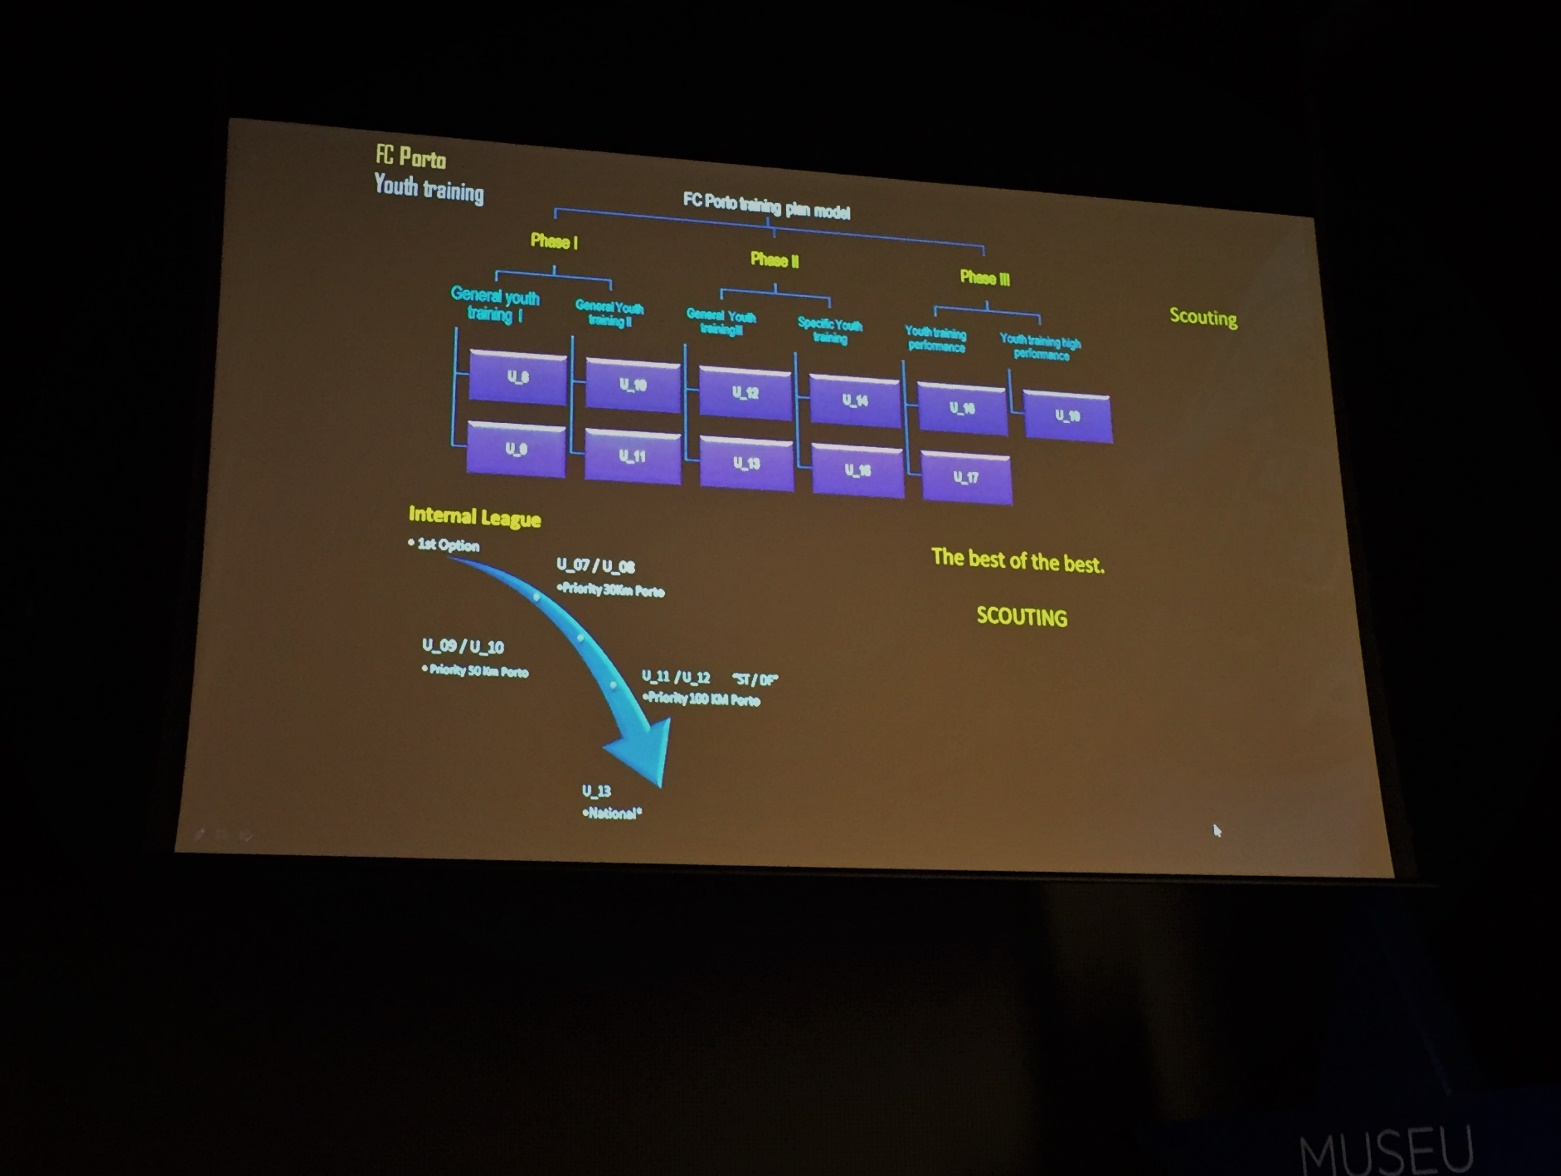 FC Porto
Youth training
FC Porto training plan model
Phase I
Phase II
Phase III
Scouting
General youth
training I
General Youth
training II
General Youth
trainingIII
Specific Youth
training
Youth training
performance
Youth training high
performance
U_8
U_10
U_12
U_14
U_16
U_19
U_9
U_11
U_13
U_15
U_17
Internal League
• 1st Option
U_07 / U_08
•Priority 30Km Porto
U_09 / U_10
• Priority 50 Km Porto
U_11 / U_12 "ST / DF"
•Priority 100 KM Porto
U_13
•National*
The best of the best.
SCOUTING
MUSEU